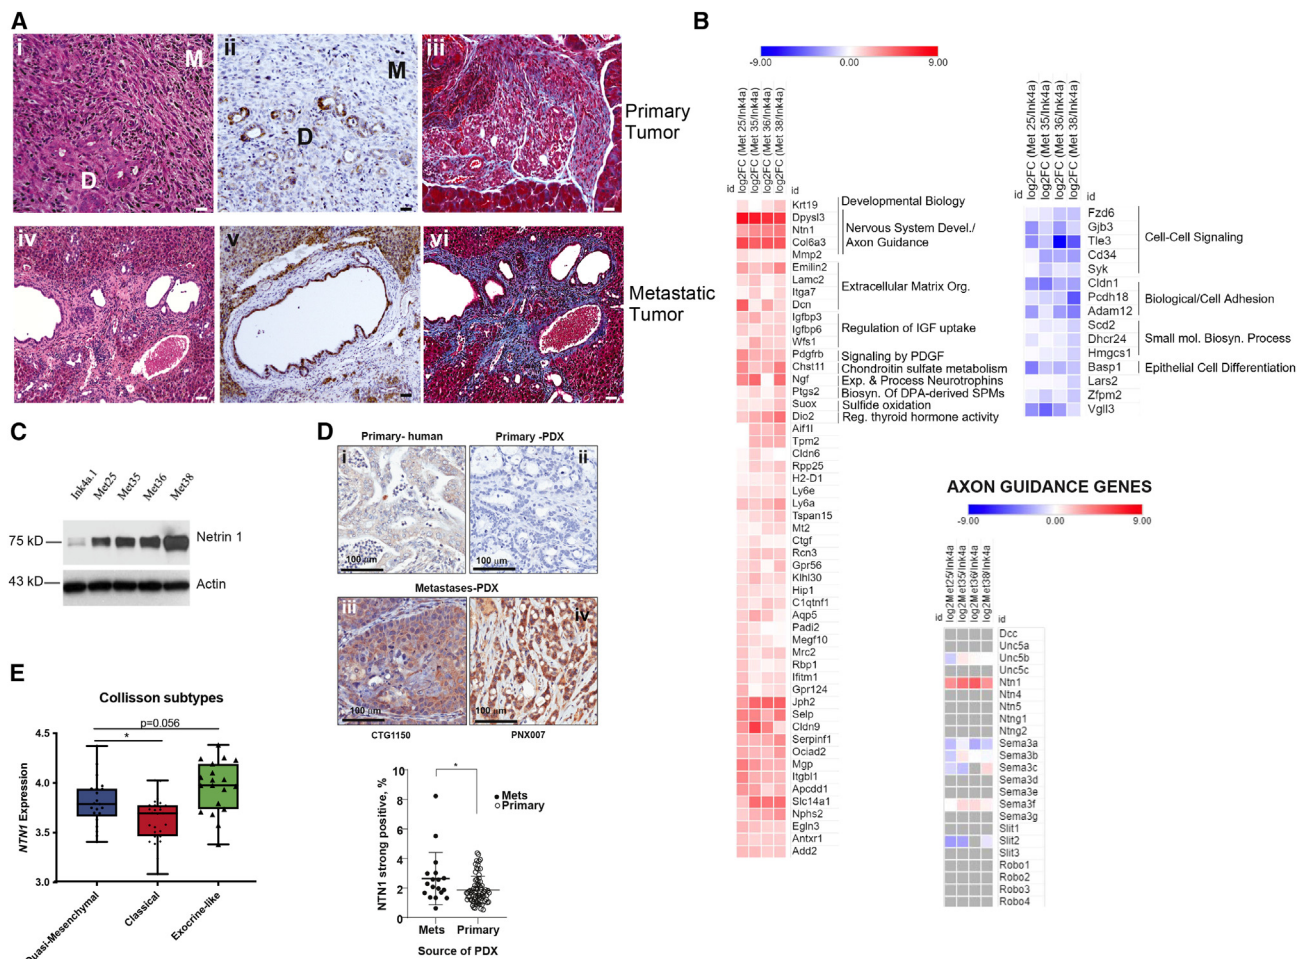 A
i
M
D
ii
M
D
iii
Primary
Tumor
iv
v
vi
Metastatic
Tumor
B
-9.00 0.00 9.00
id
log2FC (Met 25/Ink4a)
log2FC (Met 35/Ink4a)
log2FC (Met 36/Ink4a)
log2FC (Met 38/Ink4a)
id
Krt19
Dpysl3
Ntn1
Col6a3
Mmp2
Emilin2
Lamc2
Itga7
Dcn
Igfbp3
Igfbp6
Wfs1
Pdgfrb
Chst11
Ngf
Ptgs2
Suox
Dio2
Aif1l
Tpm2
Cldn6
Rpp25
H2-D1
Ly6e
Ly6a
Tspan15
Mt2
Ctgf
Rcn3
Gpr56
Klhl30
Hip1
C1qtnf1
Aqp5
Padi2
Megf10
Mrc2
Rbp1
Ifitm1
Gpr124
Jph2
Selp
Cldn9
Serpinf1
Ociad2
Mgp
Itgbl1
Apcdd1
Slc14a1
Nphs2
Egln3
Antxr1
Add2
Developmental Biology
Nervous System Devel./
Axon Guidance
Extracellular Matrix Org.
Regulation of IGF uptake
Signaling by PDGF
Chondroitin sulfate metabolism
Exp. & Process Neurotrophins
Biosyn. Of DPA-derived SPMs
Sulfide oxidation
Reg. thyroid hormone activity
id
log2FC (Met 25/Ink4a)
log2FC (Met 35/Ink4a)
log2FC (Met 36/Ink4a)
log2FC (Met 38/Ink4a)
id
Fzd6
Gjb3
Tle3
Cd34
Syk
Cldn1
Pcdh18
Adam12
Scd2
Dhcr24
Hmgcs1
Basp1
Lars2
Zfpm2
Vgll3
Cell-Cell Signaling
Biological/Cell Adhesion
Small mol. Biosyn. Process
Epithelial Cell Differentiation
AXON GUIDANCE GENES
-9.00 0.00 9.00
id
log2Met25/Ink4a
log2Met35/Ink4a
log2Met36/Ink4a
log2Met38/Ink4a
id
Dcc
Unc5a
Unc5b
Unc5c
Ntn1
Ntn4
Ntn5
Ntng1
Ntng2
Sema3a
Sema3b
Sema3c
Sema3d
Sema3e
Sema3f
Sema3g
Slit1
Slit2
Slit3
Robo1
Robo2
Robo3
Robo4
C
Ink4a.1
Met25
Met35
Met36
Met38
75 kD
Netrin 1
43 kD
Actin
D
Primary- human
Primary -PDX
i
100 μm
ii
100 μm
Metastases-PDX
iii
100 μm
iv
100 μm
CTG1150
PNX007
NTN1 strong positive, %
10
8
6
4
2
0
*
Mets
Primary
Mets
Primary
Source of PDX
E
Collisson subtypes
p=0.056
*
NTN1 Expression
4.5
4.0
3.5
3.0
Quasi-Mesenchymal
Classical
Exocrine-like